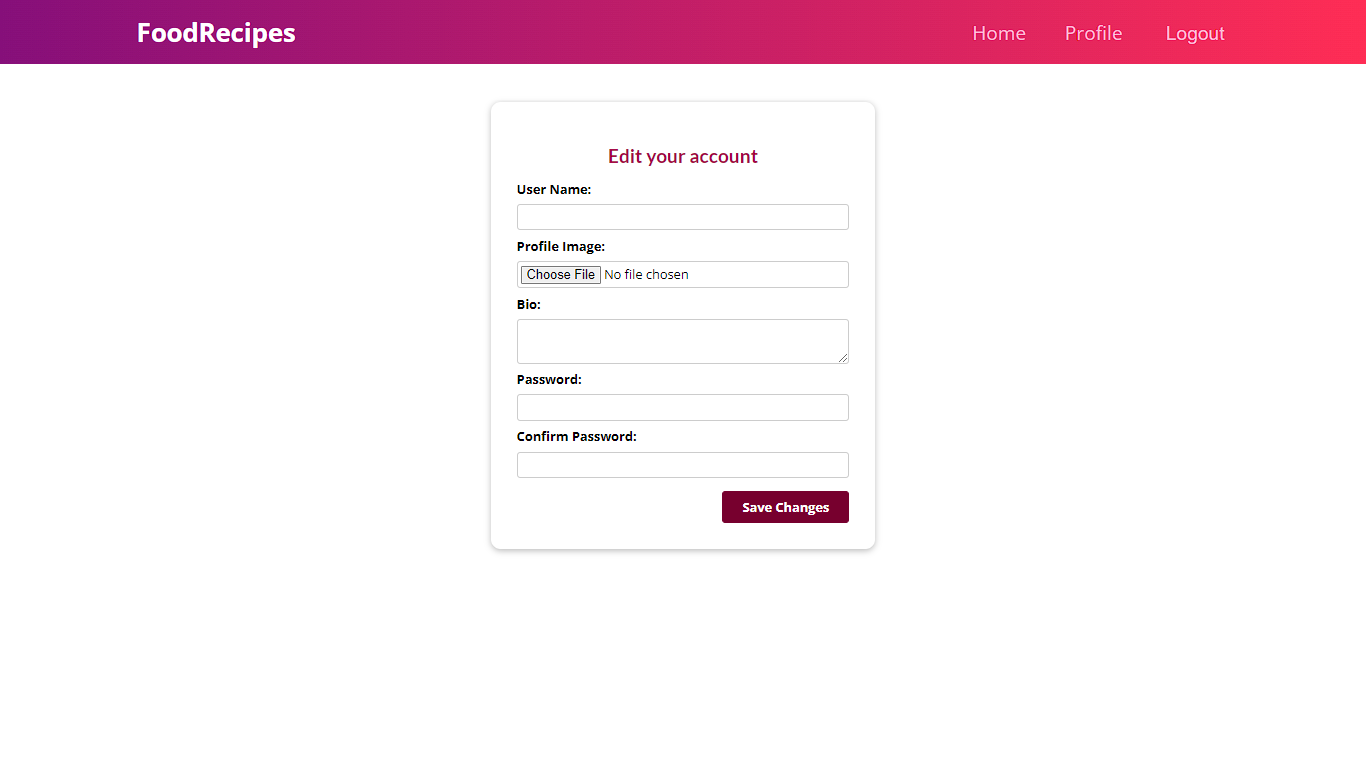 FoodRecipes Home Profile Logout
Edit your account
User Name:
Profile Image:
Choose File No file chosen
Bio:
Password:
Confirm Password:
Save Changes